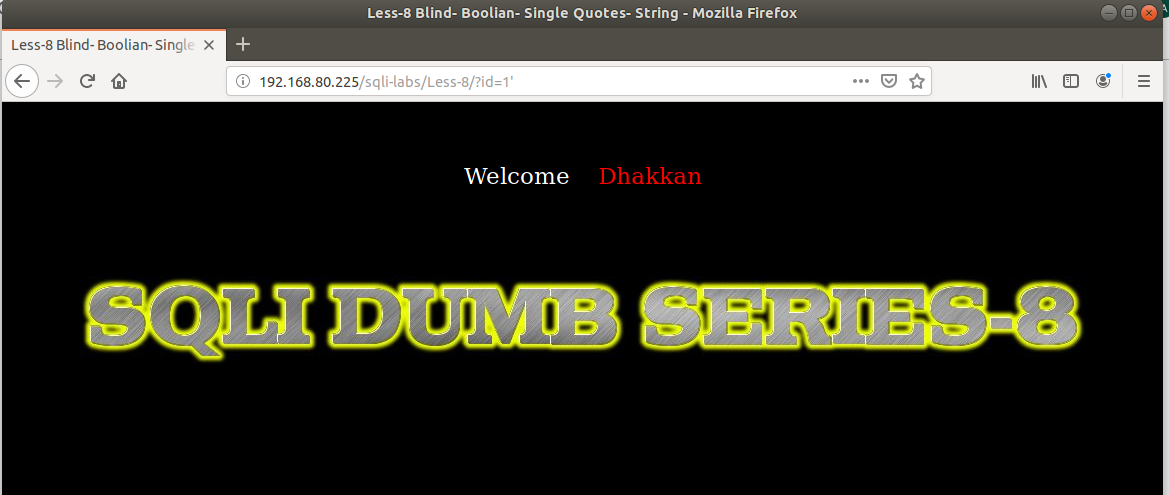 Less-8 Blind- Boolian- Single Quotes- String - Mozilla Firefox
Less-8 Blind- Boolian- Single
192.168.80.225/sqli-labs/Less-8/?id=1'
Welcome Dhakkan
SQLI DUMB SERIES-8